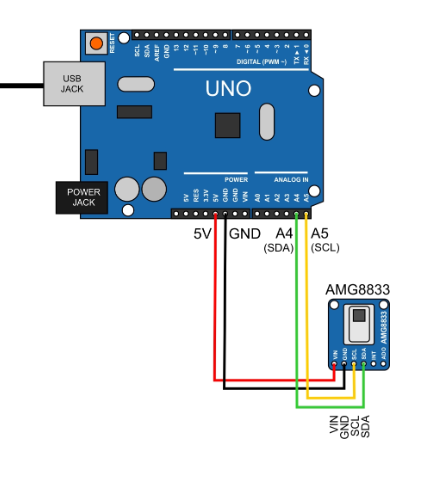 RESET
SCL
SDA
AREF
GND
13
12
~11
~10
~9
8
7
~6
~5
4
~3
2
TX ▶ 1
RX ◀ 0
DIGITAL (PWM ~)
USB
JACK
UNO
POWER
JACK
POWER
ANALOG IN
5V
RES
3.3V
5V
GND
GND
VIN
A0
A1
A2
A3
A4
A5
5V
GND
A4
(SDA)
A5
(SCL)
AMG8833
AMG8833
VIN
GND
SCL
SDA
INT
ADO
VIN
GND
SCL
SDA